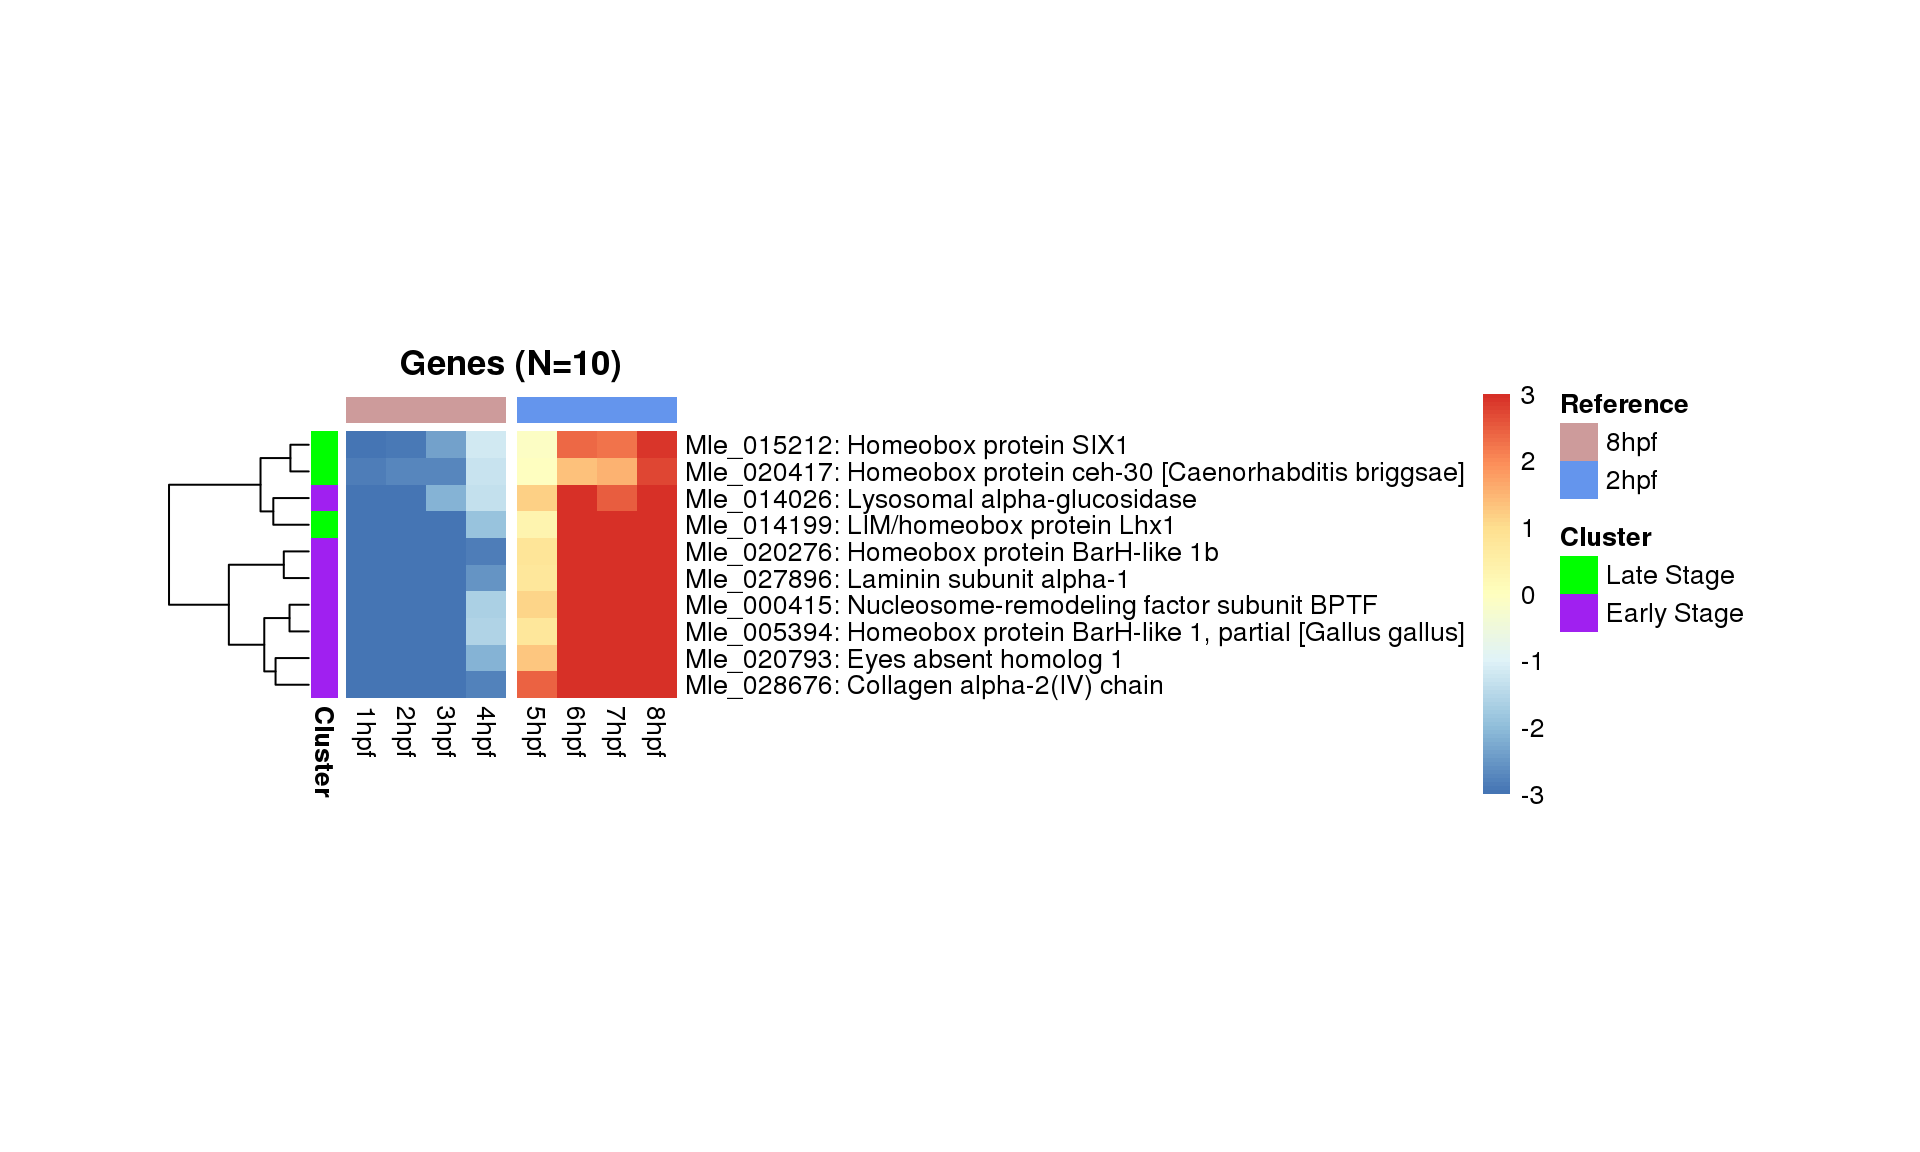 Genes (N=10)
Mle_015212: Homeobox protein SIX1
Mle_020417: Homeobox protein ceh-30 [Caenorhabditis briggsae]
Mle_014026: Lysosomal alpha-glucosidase
Mle_014199: LIM/homeobox protein Lhx1
Mle_020276: Homeobox protein BarH-like 1b
Mle_027896: Laminin subunit alpha-1
Mle_000415: Nucleosome-remodeling factor subunit BPTF
Mle_005394: Homeobox protein BarH-like 1, partial [Gallus gallus]
Mle_020793: Eyes absent homolog 1
Mle_028676: Collagen alpha-2(IV) chain
Cluster
1hpf
2hpf
3hpf
4hpf
5hpf
6hpf
7hpf
8hpf
3
2
1
0
-1
-2
-3
Reference
8hpf
2hpf
Cluster
Late Stage
Early Stage